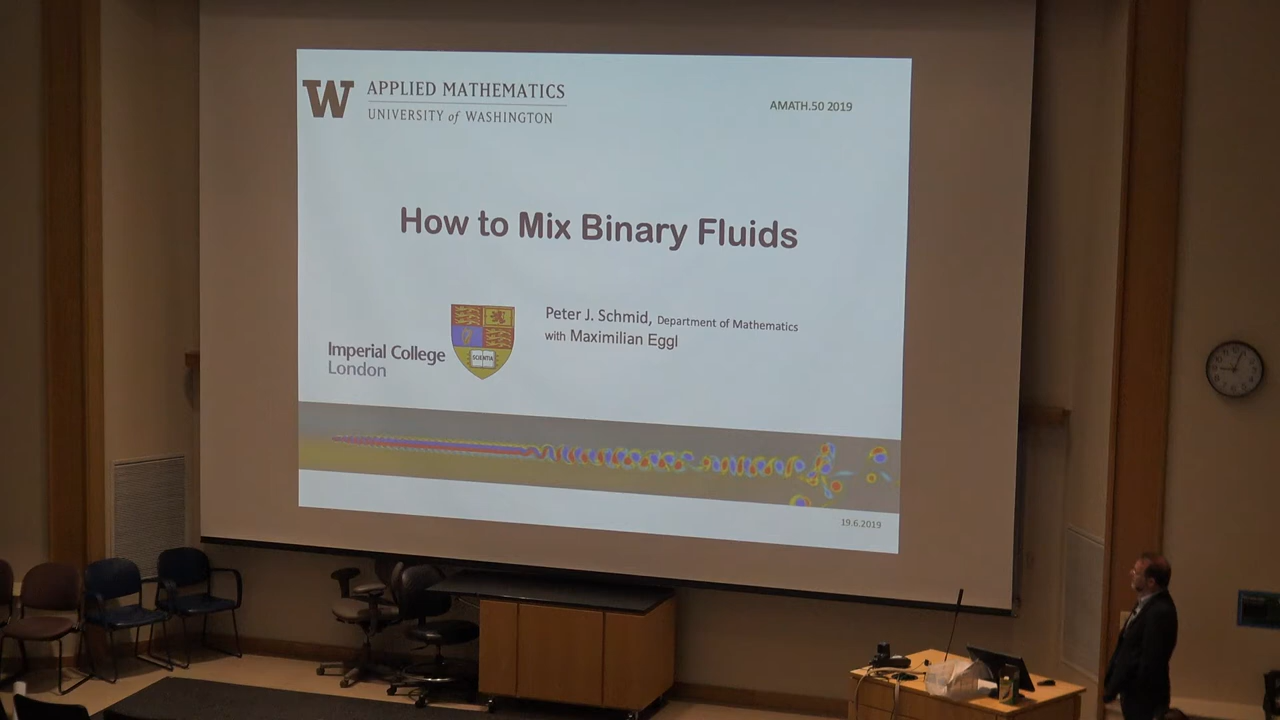 W APPLIED MATHEMATICS
UNIVERSITY of WASHINGTON
AMATH.50 2019
How to Mix Binary Fluids
Peter J. Schmid, Department of Mathematics
with Maximilian Eggl
Imperial College
London
SCIENTIA
19.6.2019